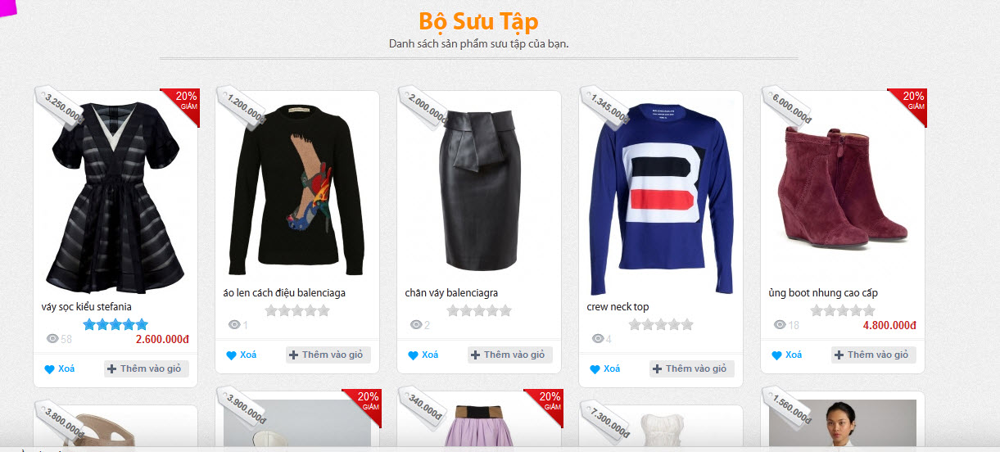 Bộ Sưu Tập
Danh sách sản phẩm sưu tập của bạn.
3.250.000đ
20%
GIẢM
1.200.000đ
2.000.000đ
1.345.000đ
6.000.000đ
20%
GIẢM
váy sọc kiểu stefania
58
2.600.000đ
Xoá
Thêm vào giỏ
áo len cách điệu balenciaga
1
Xoá
Thêm vào giỏ
chân váy balenciagra
2
Xoá
Thêm vào giỏ
crew neck top
4
Xoá
Thêm vào giỏ
ủng boot nhung cao cấp
18
4.800.000đ
Xoá
Thêm vào giỏ
3.800.000đ
3.900.000đ
20%
GIẢM
340.000đ
20%
GIẢM
7.300.000đ
1.560.000đ